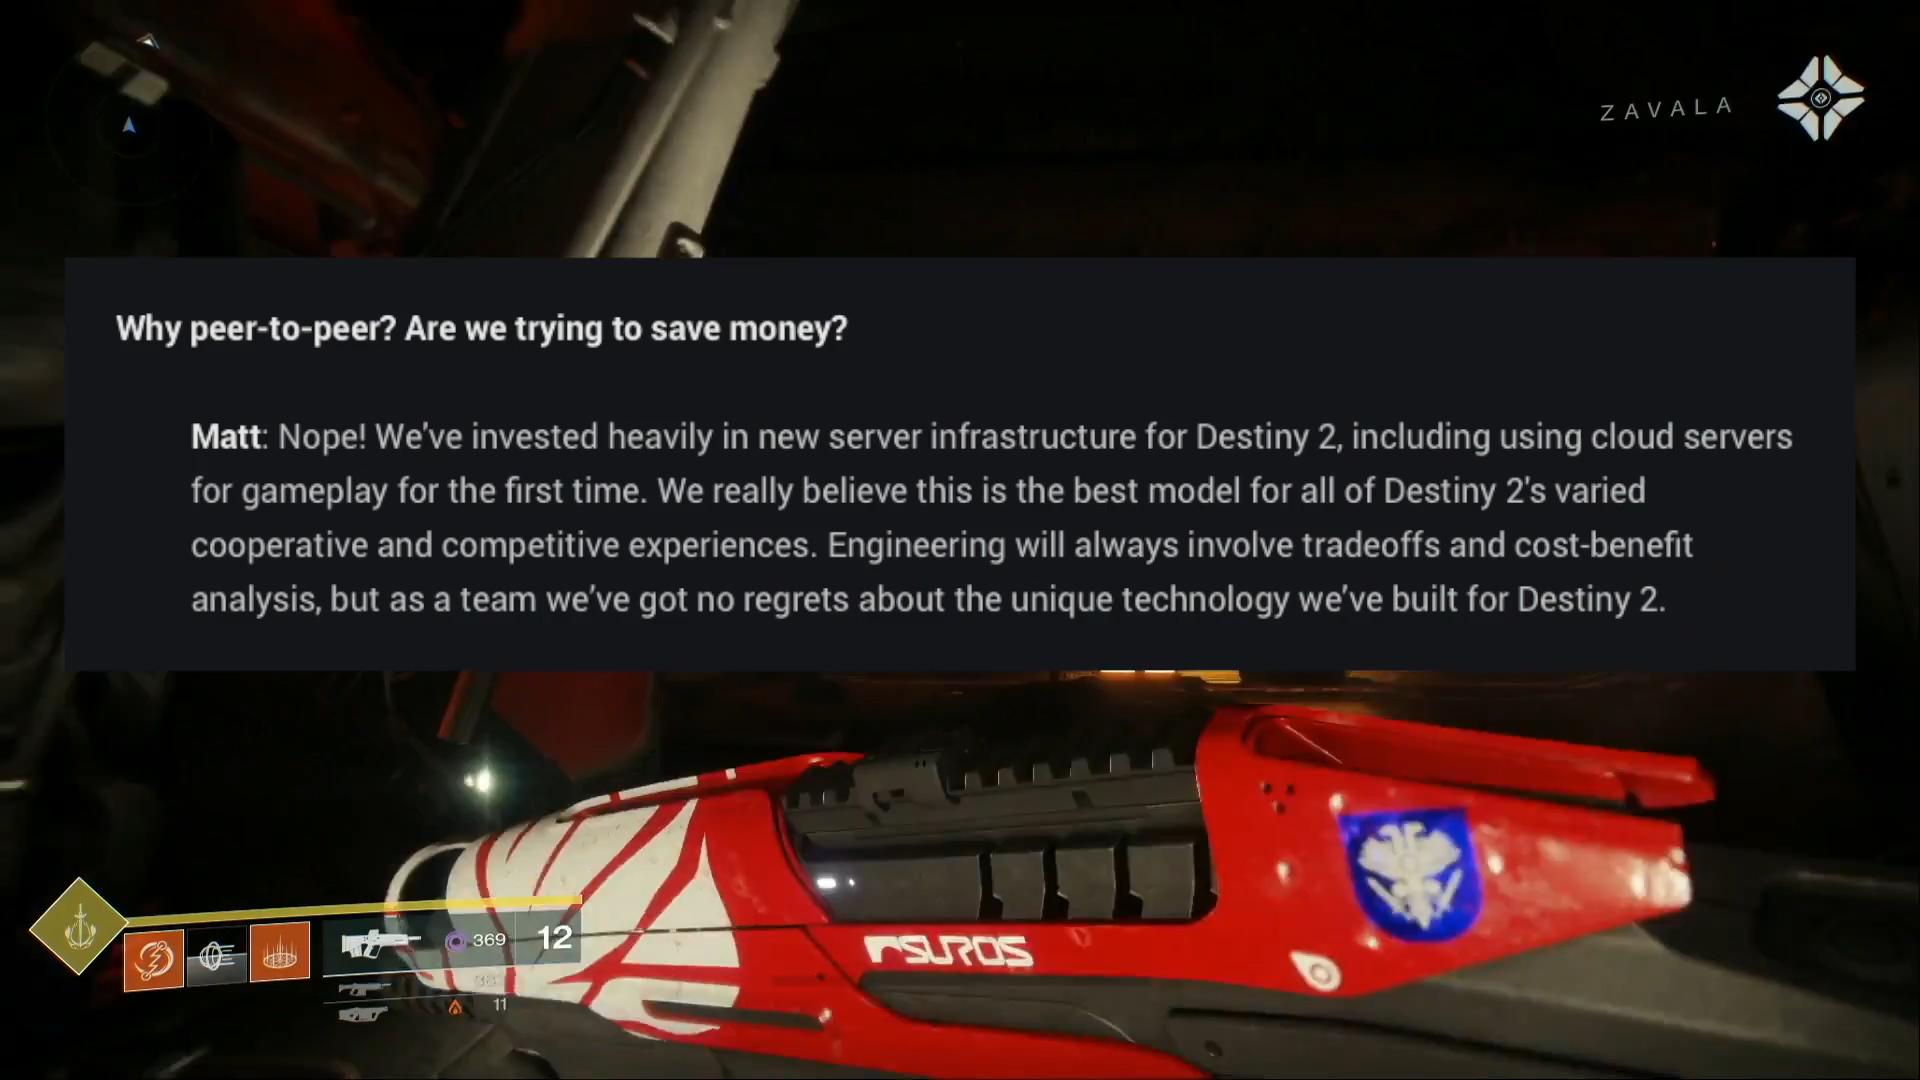 ZAVALA
Why peer-to-peer? Are we trying to save money?
Matt: Nope! We've invested heavily in new server infrastructure for Destiny 2, including using cloud servers
for gameplay for the first time. We really believe this is the best model for all of Destiny 2's varied
cooperative and competitive experiences. Engineering will always involve tradeoffs and cost-benefit
analysis, but as a team we've got no regrets about the unique technology we've built for Destiny 2.
SUROS
369 12
11